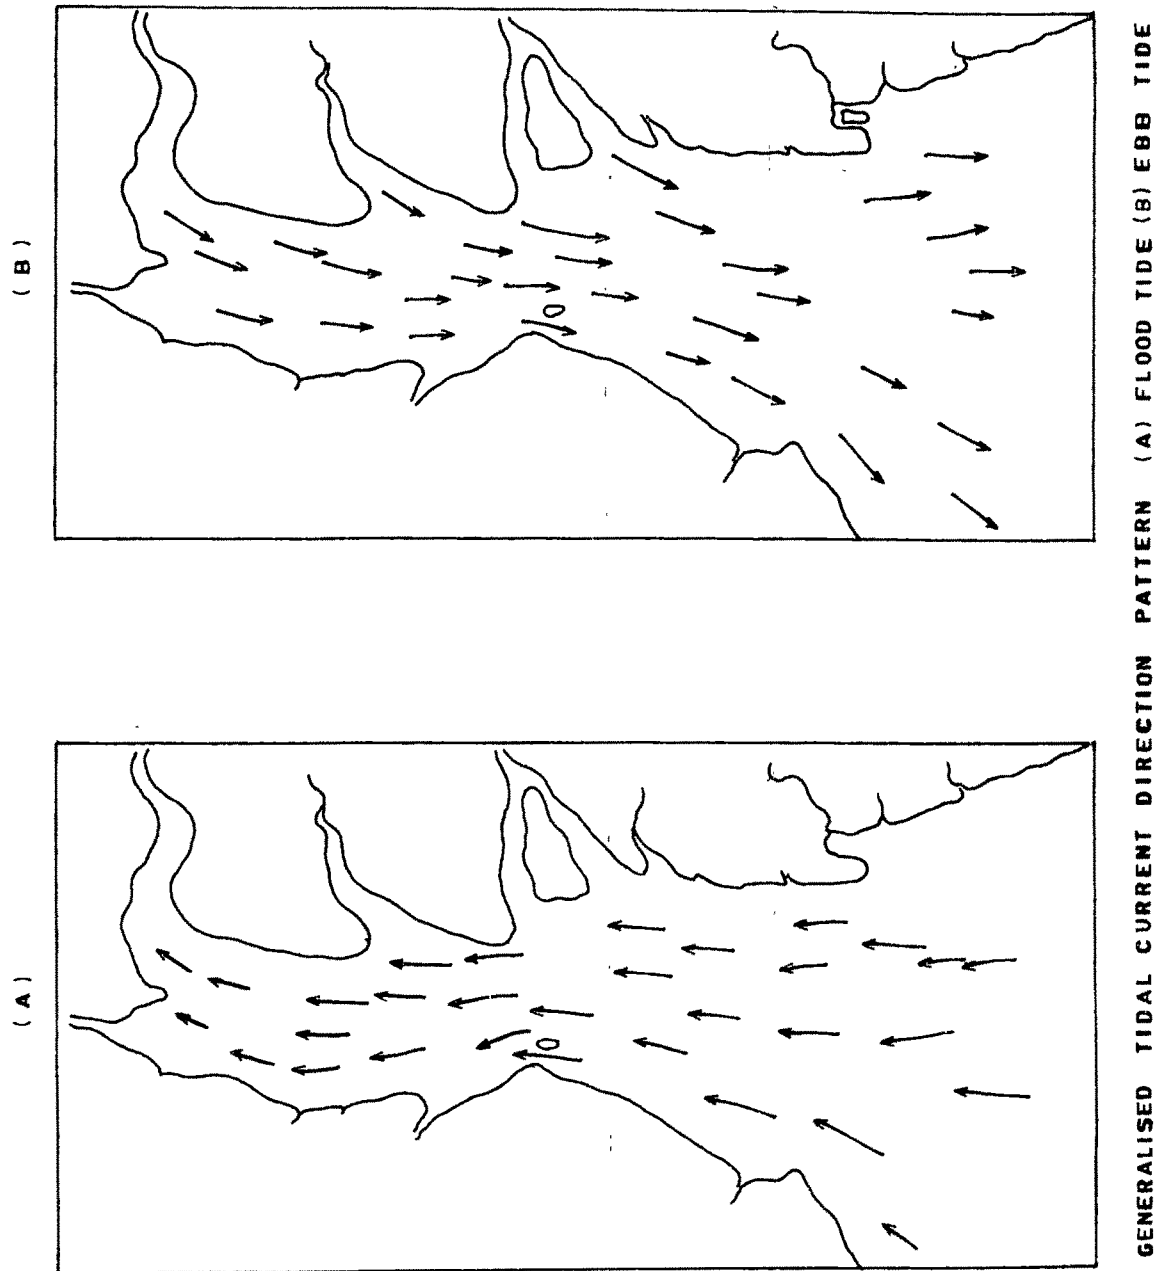 (A)
(B)
GENERALISED TIDAL CURRENT DIRECTION PATTERN (A) FLOOD TIDE (B) EBB TIDE